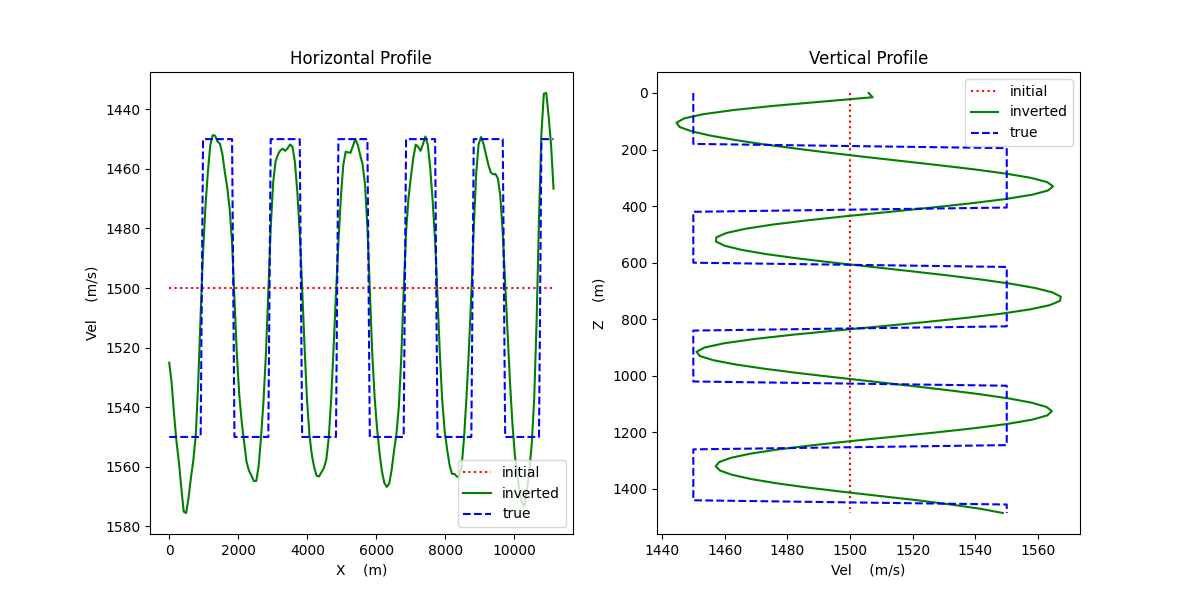 Horizontal Profile
1440
1460
1480
1500
1520
1540
1560
1580
Vel (m/s)
0 2000 4000 6000 8000 10000
X (m)
initial
inverted
true
Vertical Profile
0
200
400
600
800
1000
1200
1400
Z (m)
1440 1460 1480 1500 1520 1540 1560
Vel (m/s)
initial
inverted
true